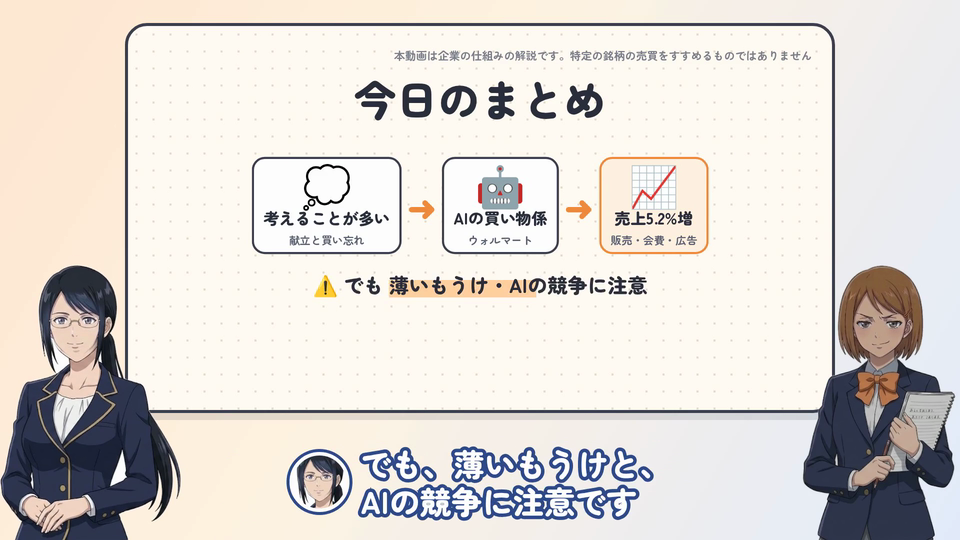 本動画は企業の仕組みの解説です。特定の銘柄の売買をすすめるものではありません
今日のまとめ
考えることが多い
献立と買い忘れ
AIの買い物係
ウォルマート
売上5.2%増
販売・会費・広告
でも 薄いもうけ・AIの競争に注意
でも、薄いもうけと、
AIの競争に注意です